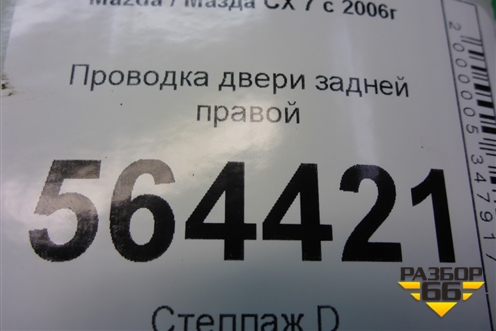 Mazda / Мазда CX 7 с 2006г
Проводка двери задней
правой
564421
Стеллаж D
РАЗБОР
66